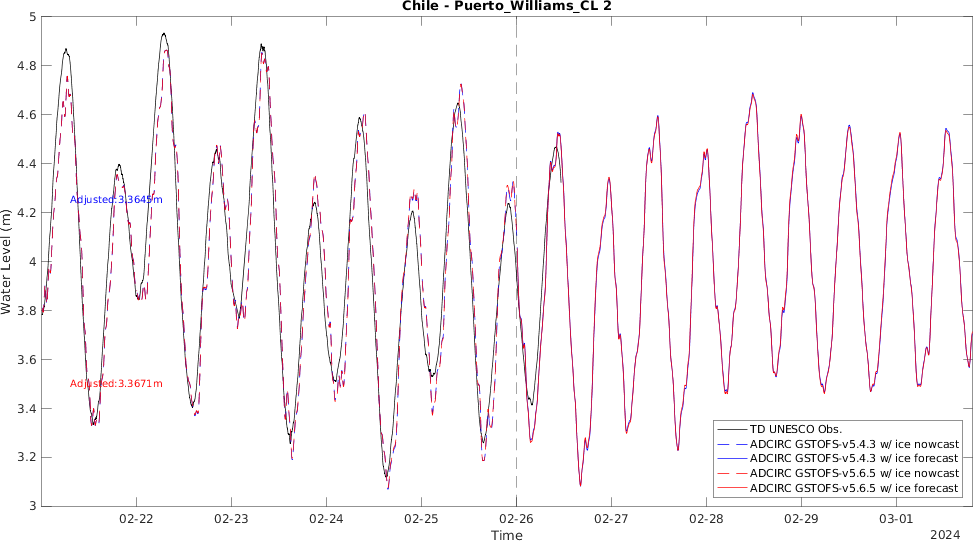 Chile - Puerto_Williams_CL 2
5
4.8
4.6
4.4
4.2
4
3.8
3.6
3.4
3.2
3
Water Level (m)
Adjusted:3.3645m
Adjusted:3.3671m
TD UNESCO Obs.
ADCIRC GSTOFS-v5.4.3 w/ ice nowcast
ADCIRC GSTOFS-v5.4.3 w/ ice forecast
ADCIRC GSTOFS-v5.6.5 w/ ice nowcast
ADCIRC GSTOFS-v5.6.5 w/ ice forecast
02-22 02-23 02-24 02-25 02-26 02-27 02-28 02-29 03-01
Time
2024